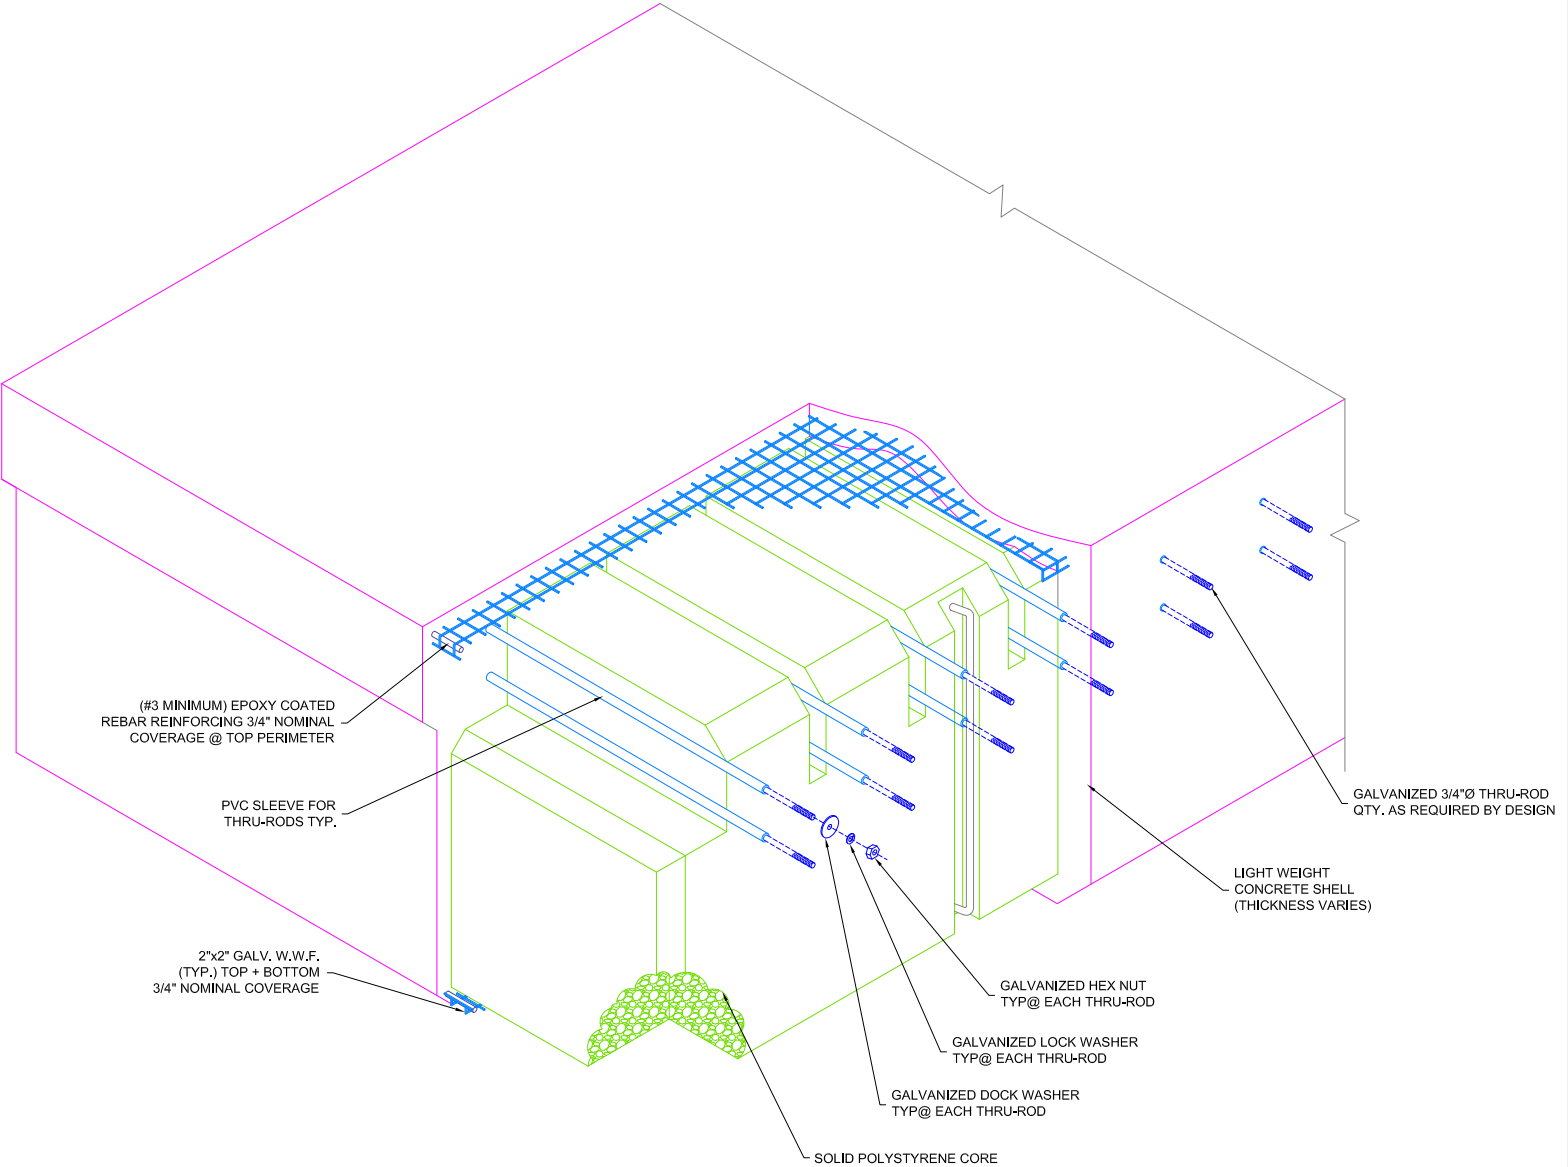 (#3 MINIMUM) EPOXY COATED
REBAR REINFORCING 3/4" NOMINAL
COVERAGE @ TOP PERIMETER
PVC SLEEVE FOR
THRU-RODS TYP.
2"x2" GALV. W.W.F.
(TYP.) TOP + BOTTOM
3/4" NOMINAL COVERAGE
GALVANIZED 3/4"Ø THRU-ROD
QTY. AS REQUIRED BY DESIGN
LIGHT WEIGHT
CONCRETE SHELL
(THICKNESS VARIES)
GALVANIZED HEX NUT
TYP@ EACH THRU-ROD
GALVANIZED LOCK WASHER
TYP@ EACH THRU-ROD
GALVANIZED DOCK WASHER
TYP@ EACH THRU-ROD
SOLID POLYSTYRENE CORE